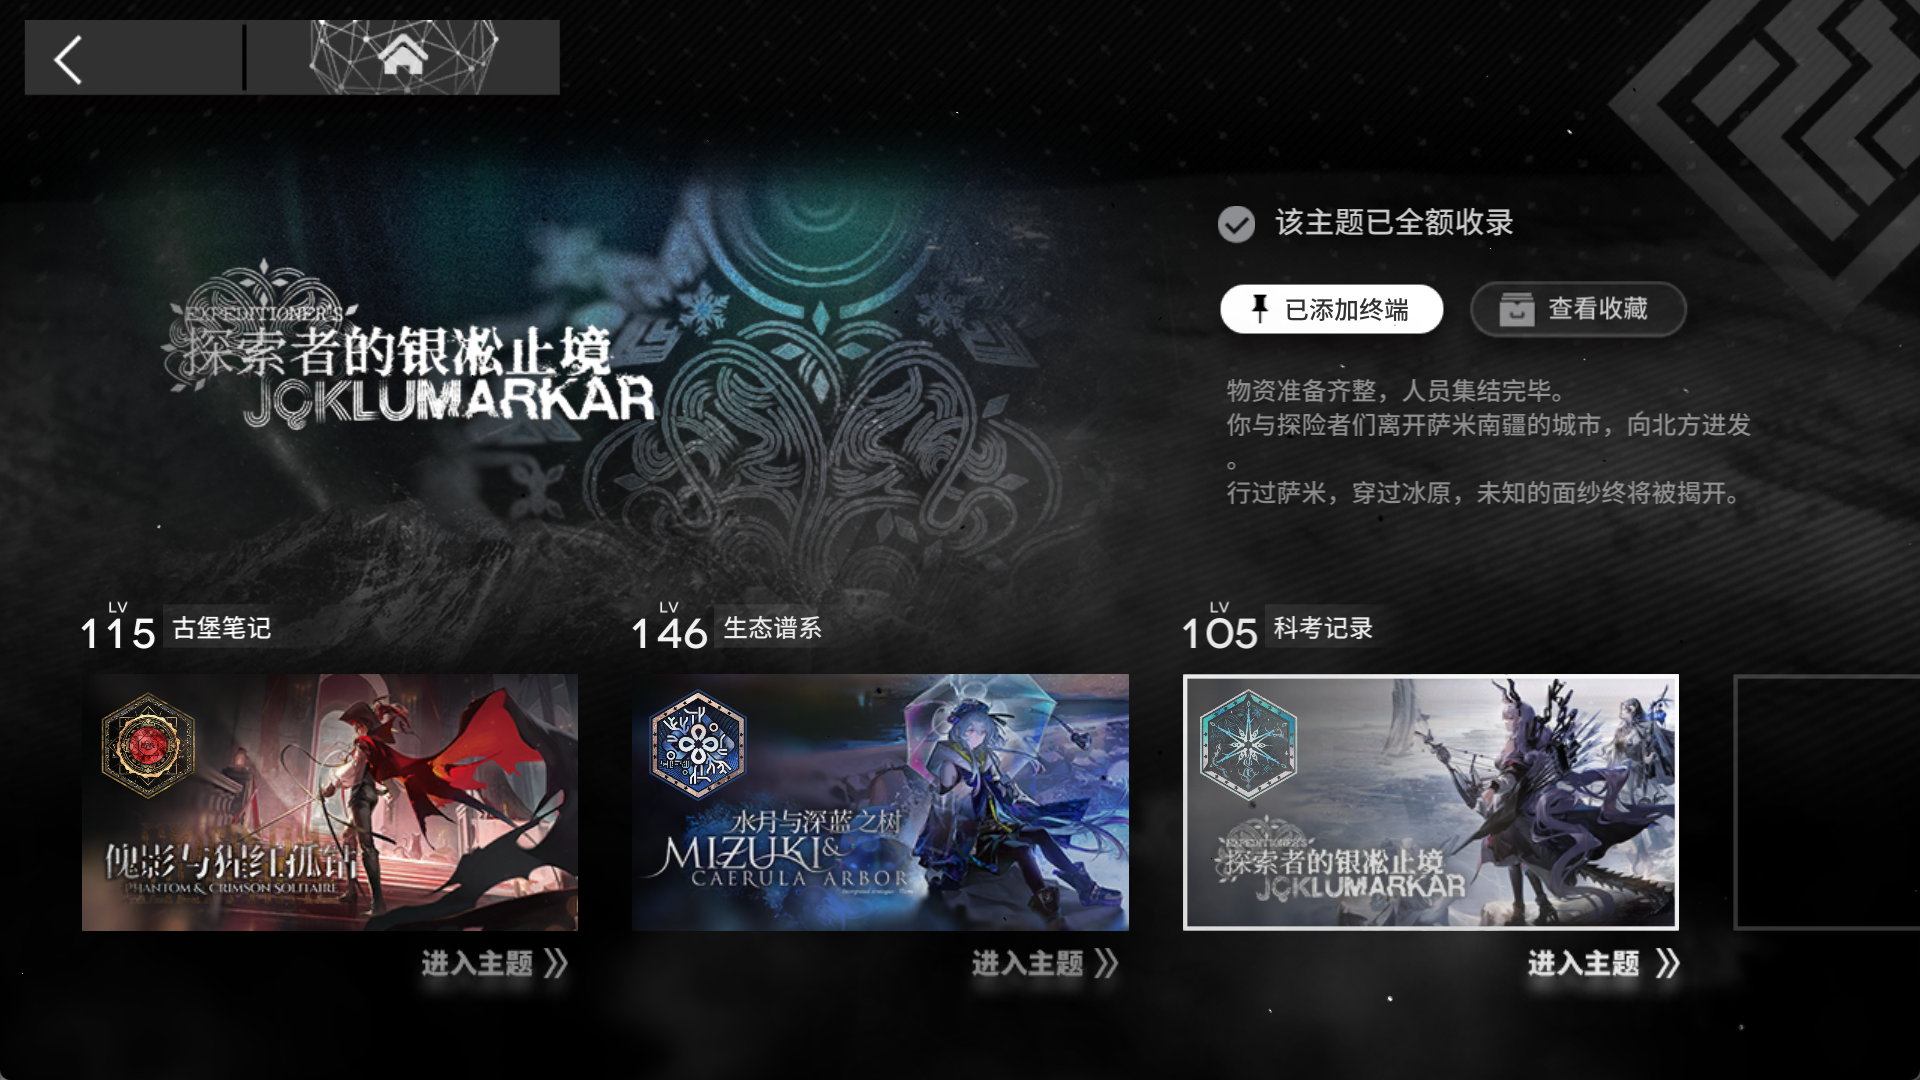 该主题已全额收录
EXPEDITIONER'S
探索者的银凇止境
JOKLUMARKAR
已添加终端
查看收藏
物资准备齐整，人员集结完毕。
你与探险者们离开萨米南疆的城市，向北方进发
。
行过萨米，穿过冰原，未知的面纱终将被揭开。
LV
115 古堡笔记
LV
146 生态谱系
LV
105 科考记录
傀影与猩红孤钻
PHANTOM & CRIMSON SOLITAIRE
水月与深蓝之树
MIZUKI &
CAERULA ARBOR
EXPEDITIONER'S
探索者的银凇止境
JOKLUMARKAR
进入主题
进入主题
进入主题